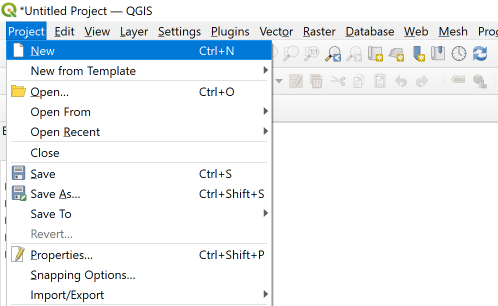 *Untitled Project — QGIS
Project Edit View Layer Settings Plugins Vector Raster Database Web Mesh
New Ctrl+N
New from Template
Open... Ctrl+O
Open From
Open Recent
Close
Save Ctrl+S
Save As... Ctrl+Shift+S
Save To
Revert...
Properties... Ctrl+Shift+P
Snapping Options...
Import/Export